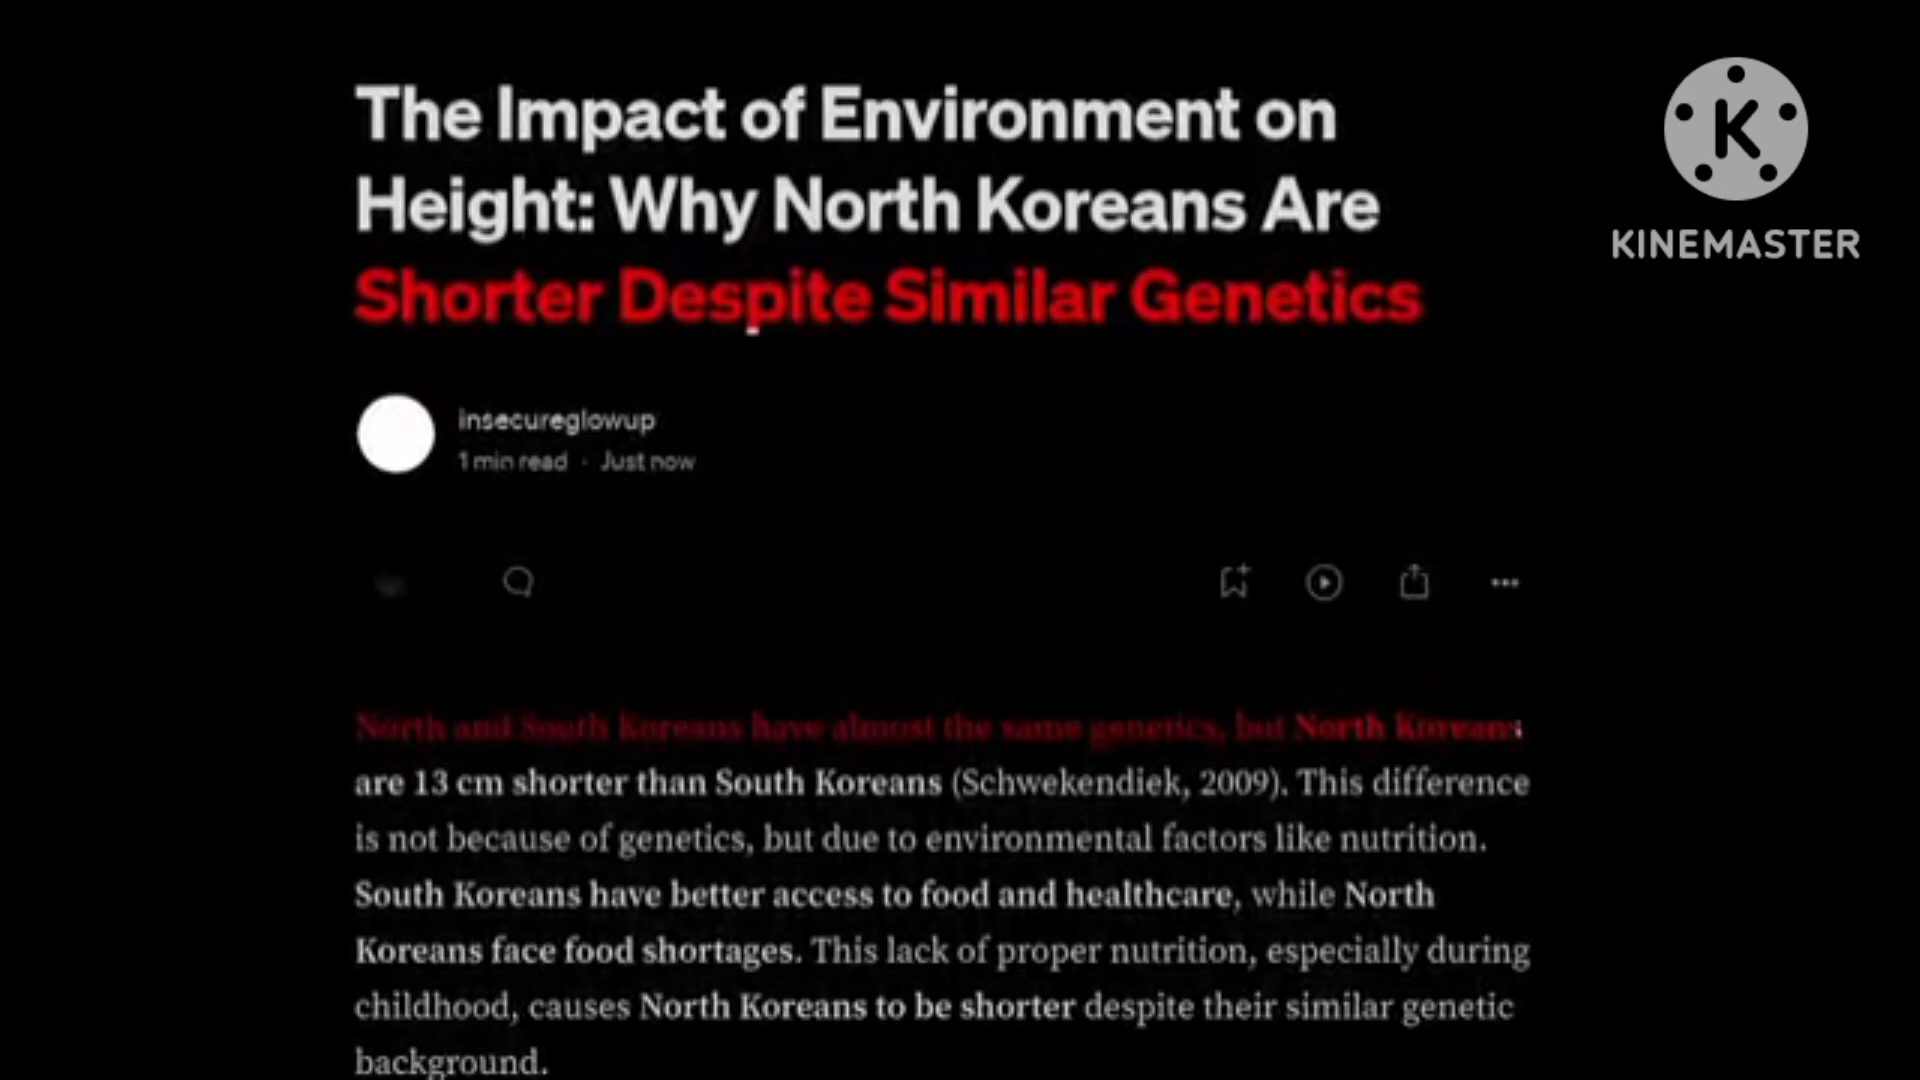 The Impact of Environment on
Height: Why North Koreans Are
Shorter Despite Similar Genetics
K
KINEMASTER
insecureglowup
1 min read · Just now
North and South Koreans have almost the same genetics, but North Koreans
are 13 cm shorter than South Koreans (Schwekendiek, 2009). This difference
is not because of genetics, but due to environmental factors like nutrition.
South Koreans have better access to food and healthcare, while North
Koreans face food shortages. This lack of proper nutrition, especially during
childhood, causes North Koreans to be shorter despite their similar genetic
background.